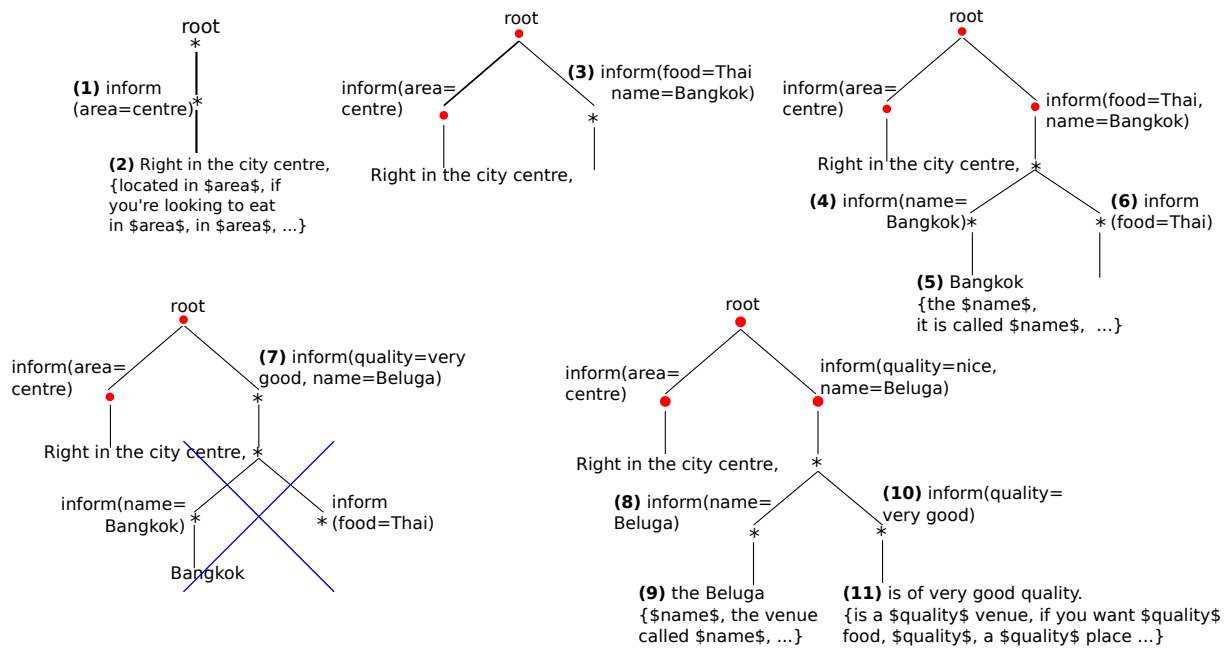 root
*
(1) inform
(area=centre)*
(2) Right in the city centre,
{located in $area$, if
you're looking to eat
in $area$, in $area$, ...}
root
inform(area=
centre)
(3) inform(food=Thai
name=Bangkok)
*
Right in the city centre,
root
inform(area=
centre)
inform(food=Thai,
name=Bangkok)
Right in the city centre, *
(4) inform(name=
Bangkok)*
(6) inform
* (food=Thai)
(5) Bangkok
{the $name$,
it is called $name$, ...}
root
inform(area=
centre)
(7) inform(quality=very
good, name=Beluga)
*
Right in the city centre, *
inform(name=
Bangkok) *
inform
* (food=Thai)
Bangkok
root
inform(area=
centre)
inform(quality=nice,
name=Beluga)
Right in the city centre, *
(8) inform(name=
Beluga)
*
(10) inform(quality=
very good)
*
(9) the Beluga
{$name$, the venue
called $name$, ...}
(11) is of very good quality.
{is a $quality$ venue, if you want $quality$
food, $quality$, a $quality$ place ...}